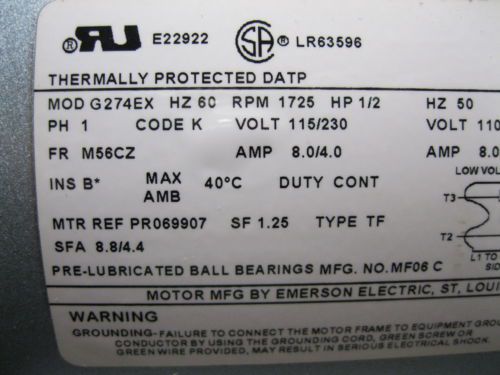 E22922 ® LR63596
THERMALLY PROTECTED DATP
MOD G274EX HZ 60 RPM 1725 HP 1/2 HZ 50
PH 1 CODE K VOLT 115/230 VOLT 110
FR M56CZ AMP 8.0/4.0 AMP 8.0
INS B* MAX AMB 40°C DUTY CONT LOW VOL
T3
MTR REF PR069907 SF 1.25 TYPE TF
T2
SFA 8.8/4.4
L1 TO
PRE-LUBRICATED BALL BEARINGS MFG. NO. MF06 C SID
MOTOR MFG BY EMERSON ELECTRIC, ST, LOUI
WARNING
GROUNDING-FAILURE TO CONNECT THE MOTOR FRAME TO EQUIPMENT GROU
CONDUCTOR BY USING THE GROUNDING CORD, GREEN SCREW OR
GREEN WIRE PROVIDED, MAY RESULT IN SERIOUS ELECTRICAL SHOCK.